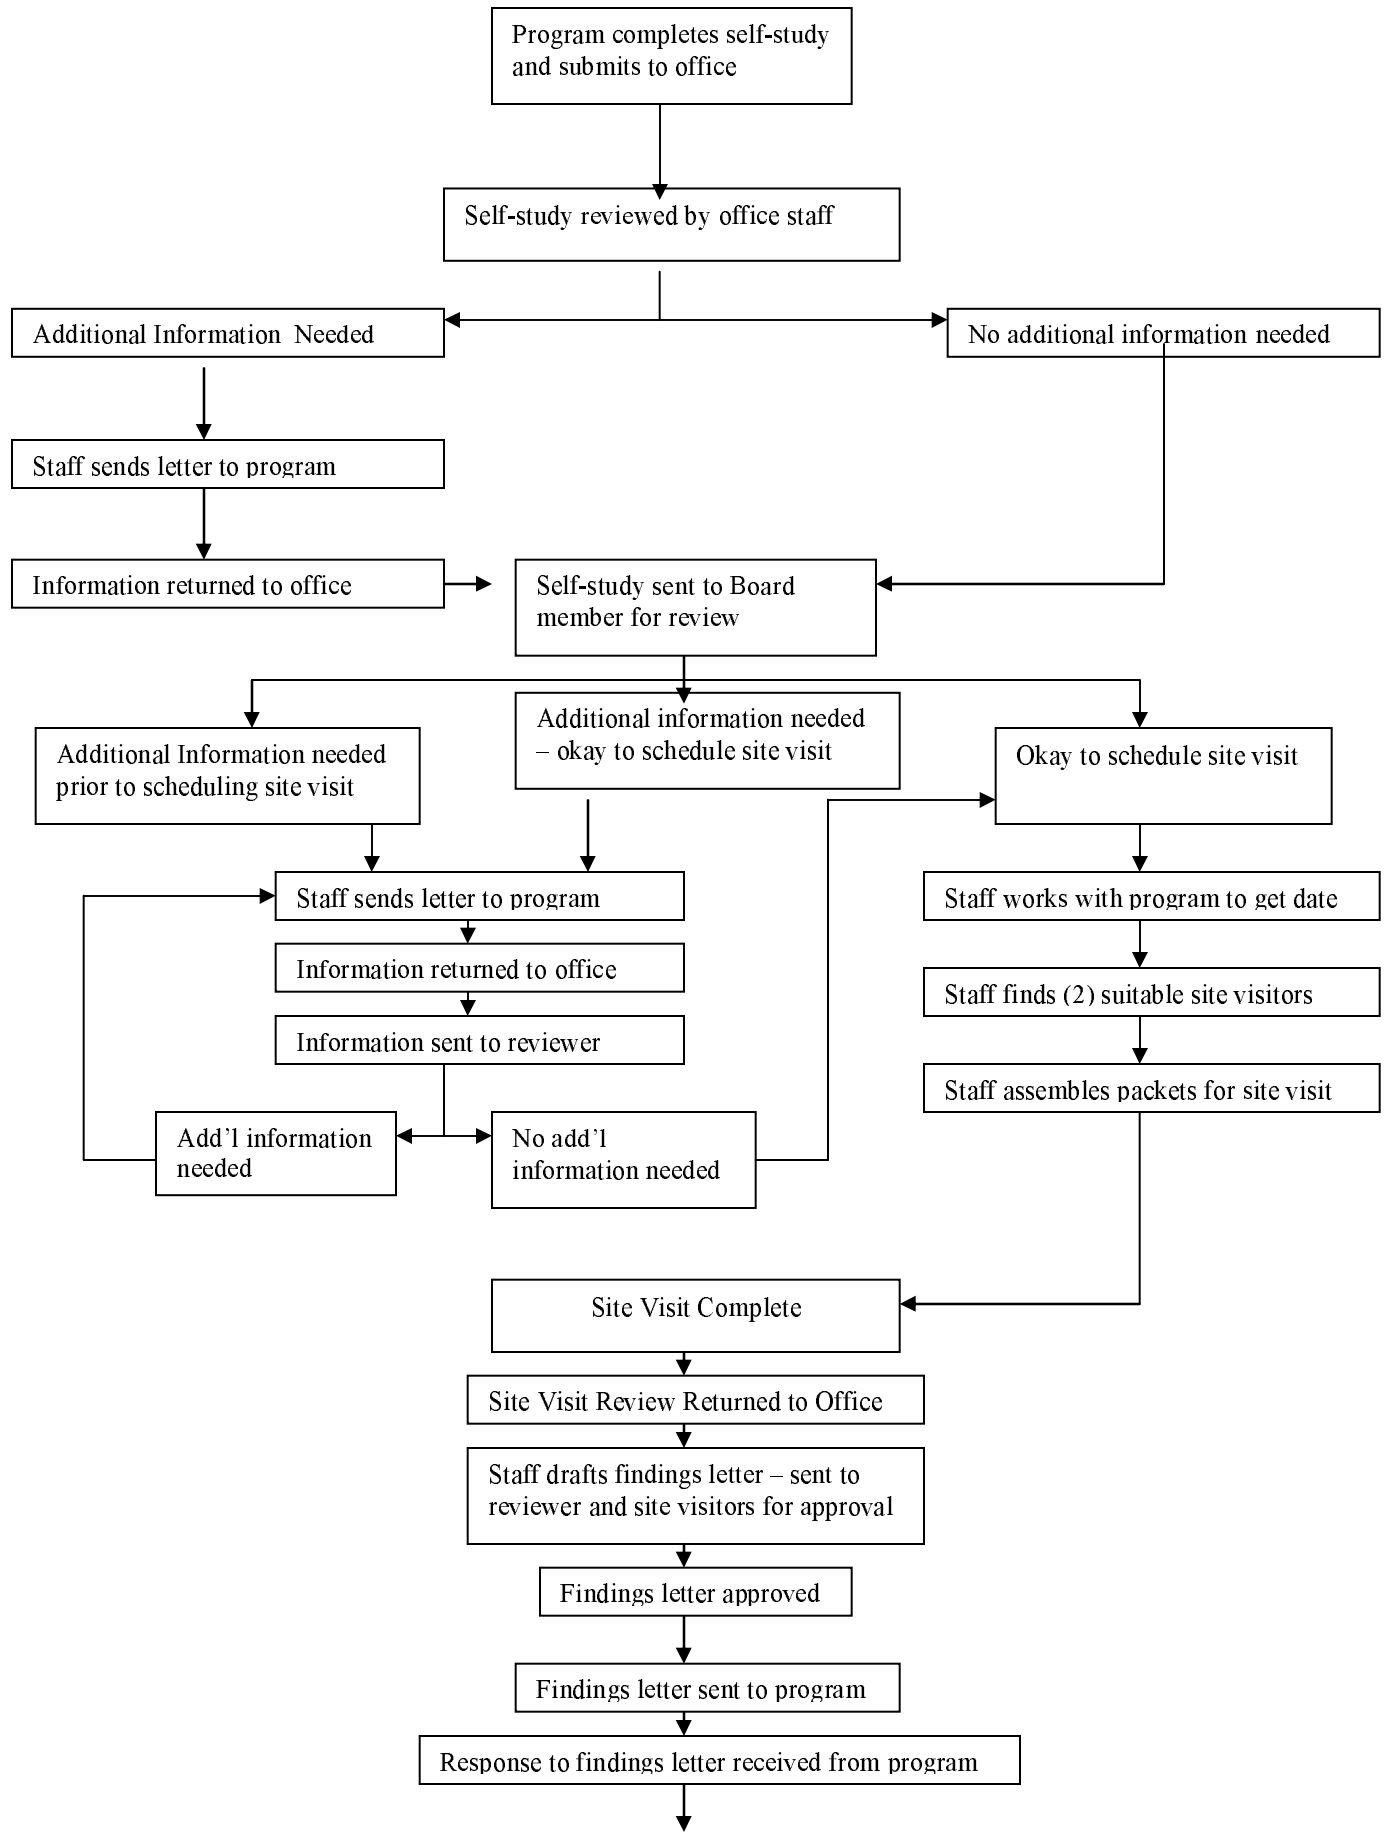 Program completes self-study
and submits to office
Self-study reviewed by office staff
Additional Information  Needed
No additional information needed
Staff sends letter to program
Information returned to office
Self-study sent to Board
member for review
Additional Information needed
prior to scheduling site visit
Additional information needed
– okay to schedule site visit
Okay to schedule site visit
Staff sends letter to program
Information returned to office
Information sent to reviewer
Add’l information
needed
No add’l
information needed
Staff works with program to get date
Staff finds (2) suitable site visitors
Staff assembles packets for site visit
Site Visit Complete
Site Visit Review Returned to Office
Staff drafts findings letter – sent to
reviewer and site visitors for approval
Findings letter approved
Findings letter sent to program
Response to findings letter received from program